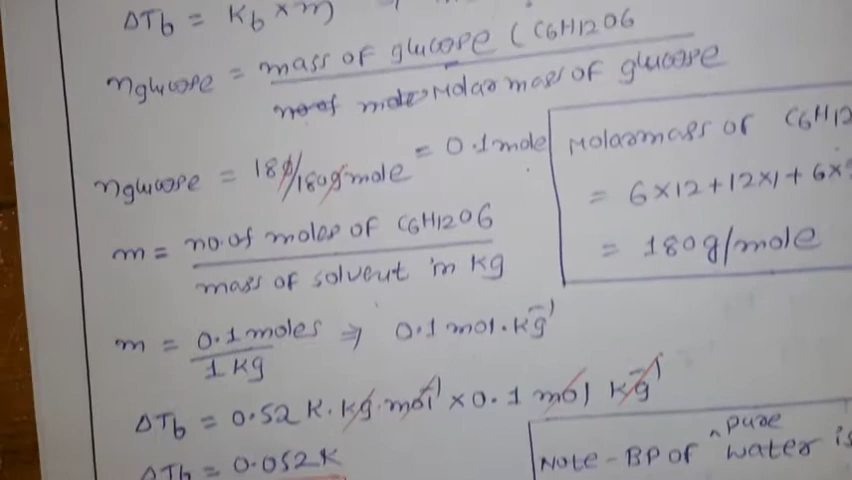 ΔTb = Kb × m
nglucose = mass of glucose (C6H12O6
Molar mass of glucose
nglucose = 18g/180g mole = 0.1 mole
Molarmass of C6H12
= 6×12+12×1+6×
= 180g/mole
m = no.of moles of C6H12O6
mass of solvent in kg
m = 0.1 moles ⇒ 0.1 mol.kg⁻¹
1 kg
ΔTb = 0.52 K.kg.mol⁻¹ × 0.1 mol kg⁻¹
ΔTb = 0.052K
Note - BP of pure water is